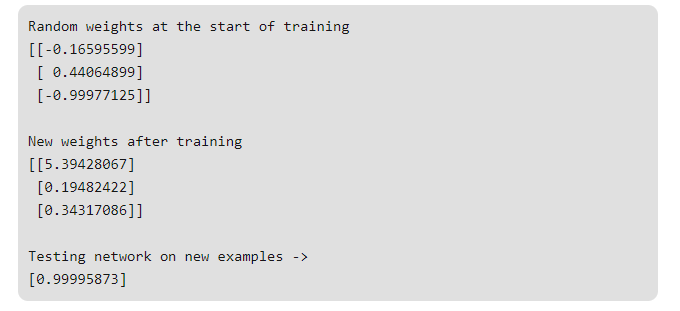 Random weights at the start of training
[[-0.16595599]
 [ 0.44064899]
 [-0.99977125]]
New weights after training
[[5.39428067]
 [0.19482422]
 [0.34317086]]
Testing network on new examples ->
[0.99995873]